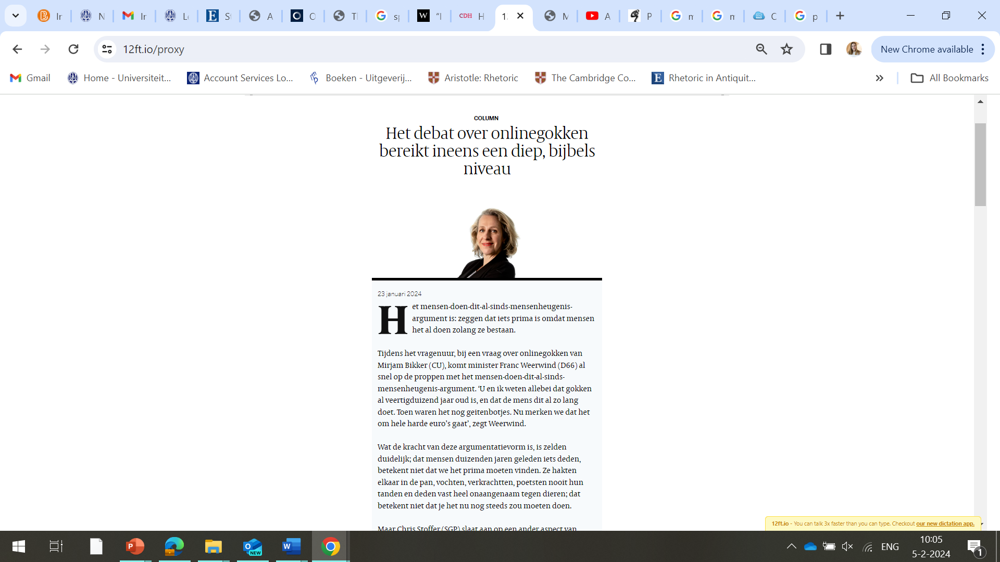 Ir
N
Ir
Le
St
A
O
Tl
sp
“I
CDH
H
1.
M
A
P
m
m
C
p
12ft.io/proxy
New Chrome available
Gmail
Home - Universiteit...
Account Services Lo...
Boeken - Uitgeverij...
Aristotle: Rhetoric
The Cambridge Co...
Rhetoric in Antiquit...
All Bookmarks
COLUMN
Het debat over onlinegokken
bereikt ineens een diep, bijbels
niveau
23 januari 2024
Het mensen-doen-dit-al-sinds-mensenheugenis-
argument is: zeggen dat iets prima is omdat mensen
het al doen zolang ze bestaan.
Tijdens het vragenuur, bij een vraag over onlinegokken van
Mirjam Bikker (CU), komt minister Franc Weerwind (D66) al
snel op de proppen met het mensen-doen-dit-al-sinds-
mensenheugenis-argument. ‘U en ik weten allebei dat gokken
al veertigduizend jaar oud is, en dat de mens dit al zo lang
doet. Toen waren het nog geitenbotjes. Nu merken we dat het
om hele harde euro’s gaat’, zegt Weerwind.
Wat de kracht van deze argumentatievorm is, is zelden
duidelijk; dat mensen duizenden jaren geleden iets deden,
betekent niet dat we het prima moeten vinden. Ze hakten
elkaar in de pan, vochten, verkrachtten, poetsten nooit hun
tanden en deden vast heel onaangenaam tegen dieren; dat
betekent niet dat je het nu nog steeds zou moeten doen.
Maar Chris Stoffer (SGP) slaat aan op een ander aspect van
12ft.io - You can talk 3x faster than you can type. Checkout our new dictation app.
NEW
ENG
10:05
5-2-2024
1